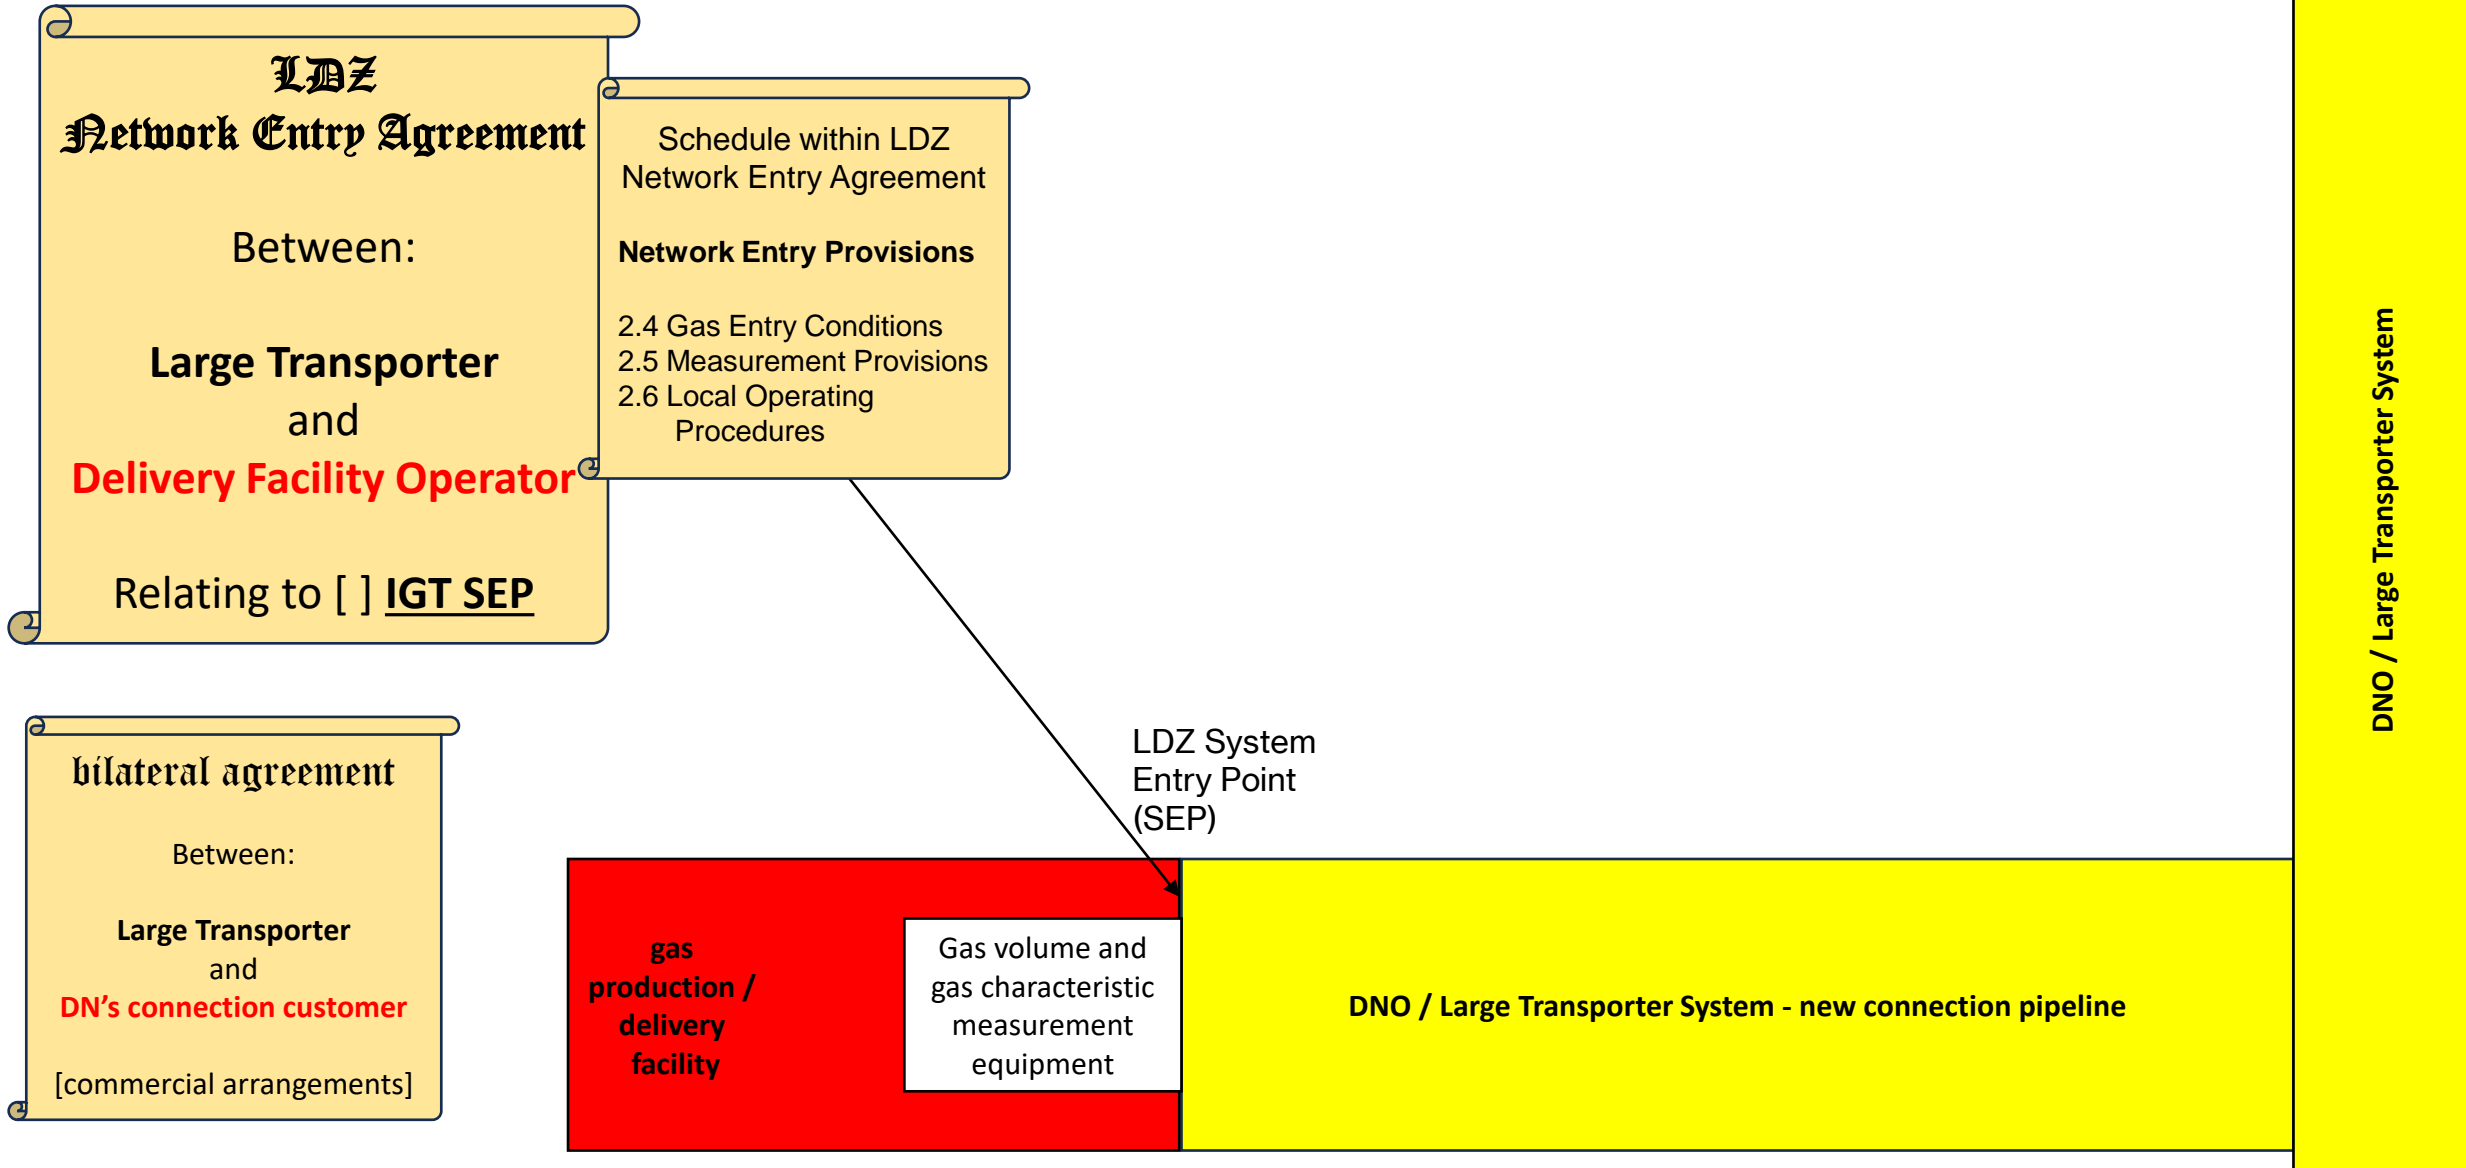 LDZ
Network Entry Agreement
Between:
Large Transporter
and
Delivery Facility Operator
Relating to [ ] IGT SEP
Schedule within LDZ
Network Entry Agreement
Network Entry Provisions
2.4 Gas Entry Conditions
2.5 Measurement Provisions
2.6 Local Operating
Procedures
bilateral agreement
Between:
Large Transporter
and
DN’s connection customer
[commercial arrangements]
LDZ System
Entry Point
(SEP)
gas
production /
delivery
facility
Gas volume and
gas characteristic
measurement
equipment
DNO / Large Transporter System - new connection pipeline
DNO / Large Transporter System